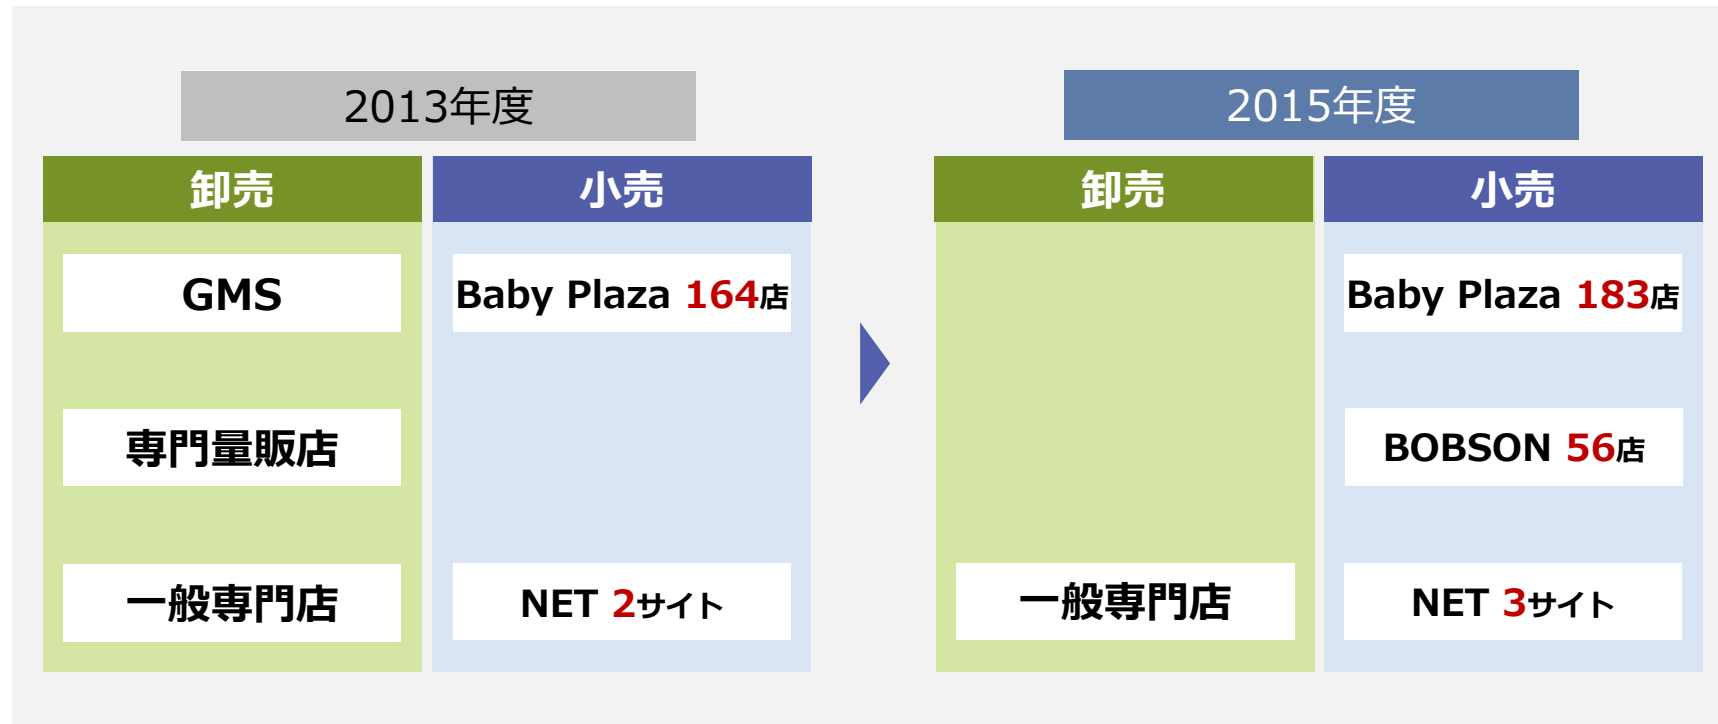 2013年度
卸売
小売
GMS
Baby Plaza 164店
専門量販店
一般専門店
NET 2サイト
2015年度
卸売
小売
Baby Plaza 183店
BOBSON 56店
一般専門店
NET 3サイト